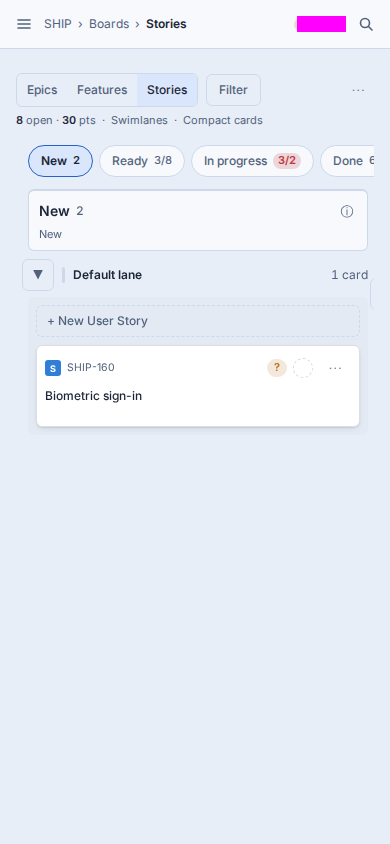 SHIP › Boards › Stories
Epics Features Stories Filter ...
8 open · 30 pts · Swimlanes · Compact cards
New 2 Ready 3/8 In progress 3/2 Done
New 2
New
▼ Default lane 1 card
+ New User Story
S SHIP-160 ? ...
Biometric sign-in